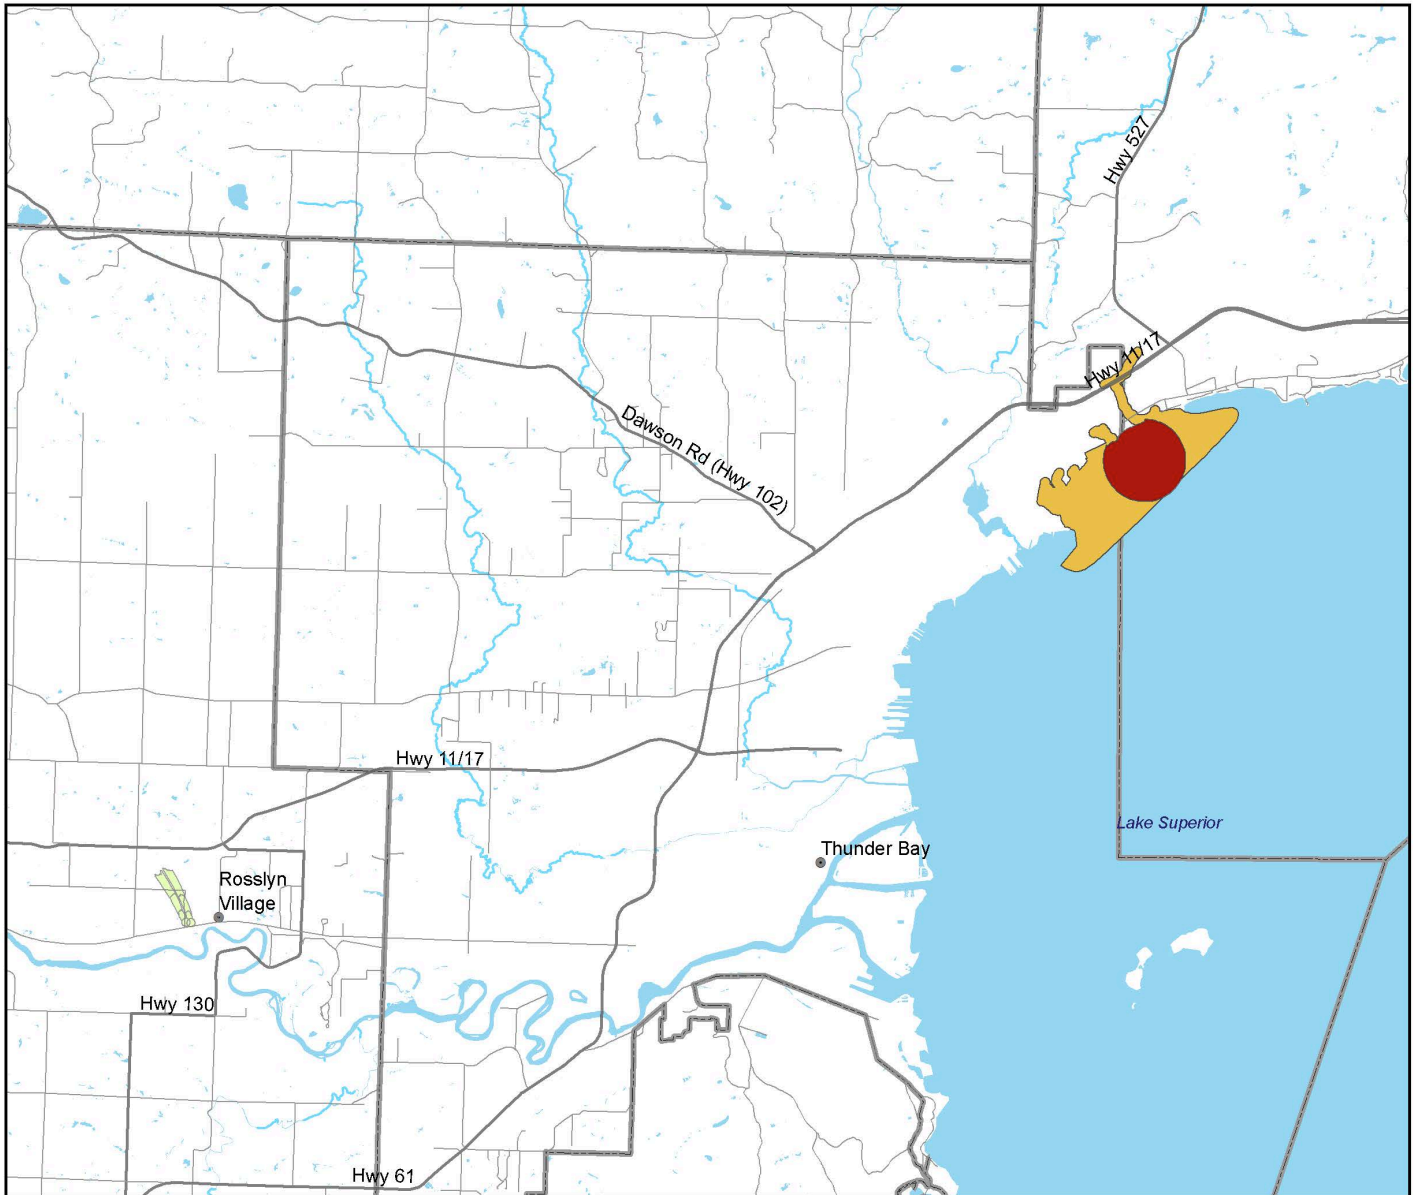 Hwy 527
Hwy 11/17
Dawson Rd (Hwy 102)
Hwy 11/17
Lake Superior
Thunder Bay
Rosslyn
Village
Hwy 130
Hwy 61